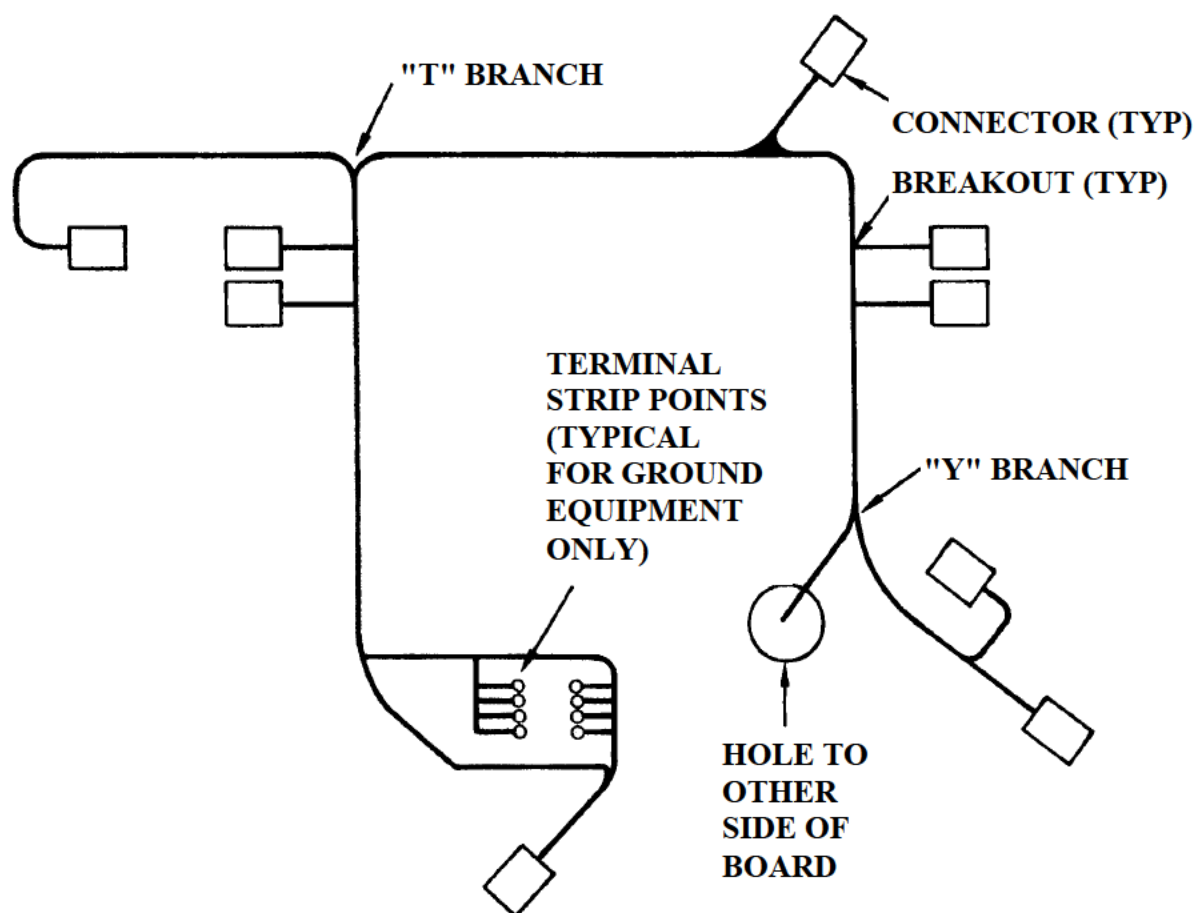 "T" BRANCH
CONNECTOR (TYP)
BREAKOUT (TYP)
TERMINAL
STRIP POINTS
(TYPICAL
FOR GROUND
EQUIPMENT
ONLY)
"Y" BRANCH
HOLE TO
OTHER
SIDE OF
BOARD